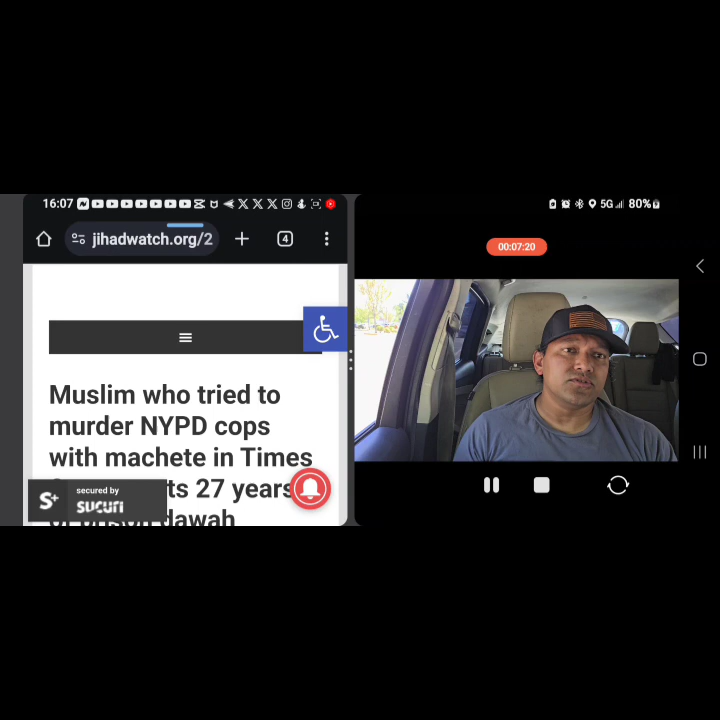 16:07
5G 80%
jihadwatch.org/2
4
00:07:20
Muslim who tried to
murder NYPD cops
with machete in Times
ts 27 years
dawah
S+ secured by
sucuri